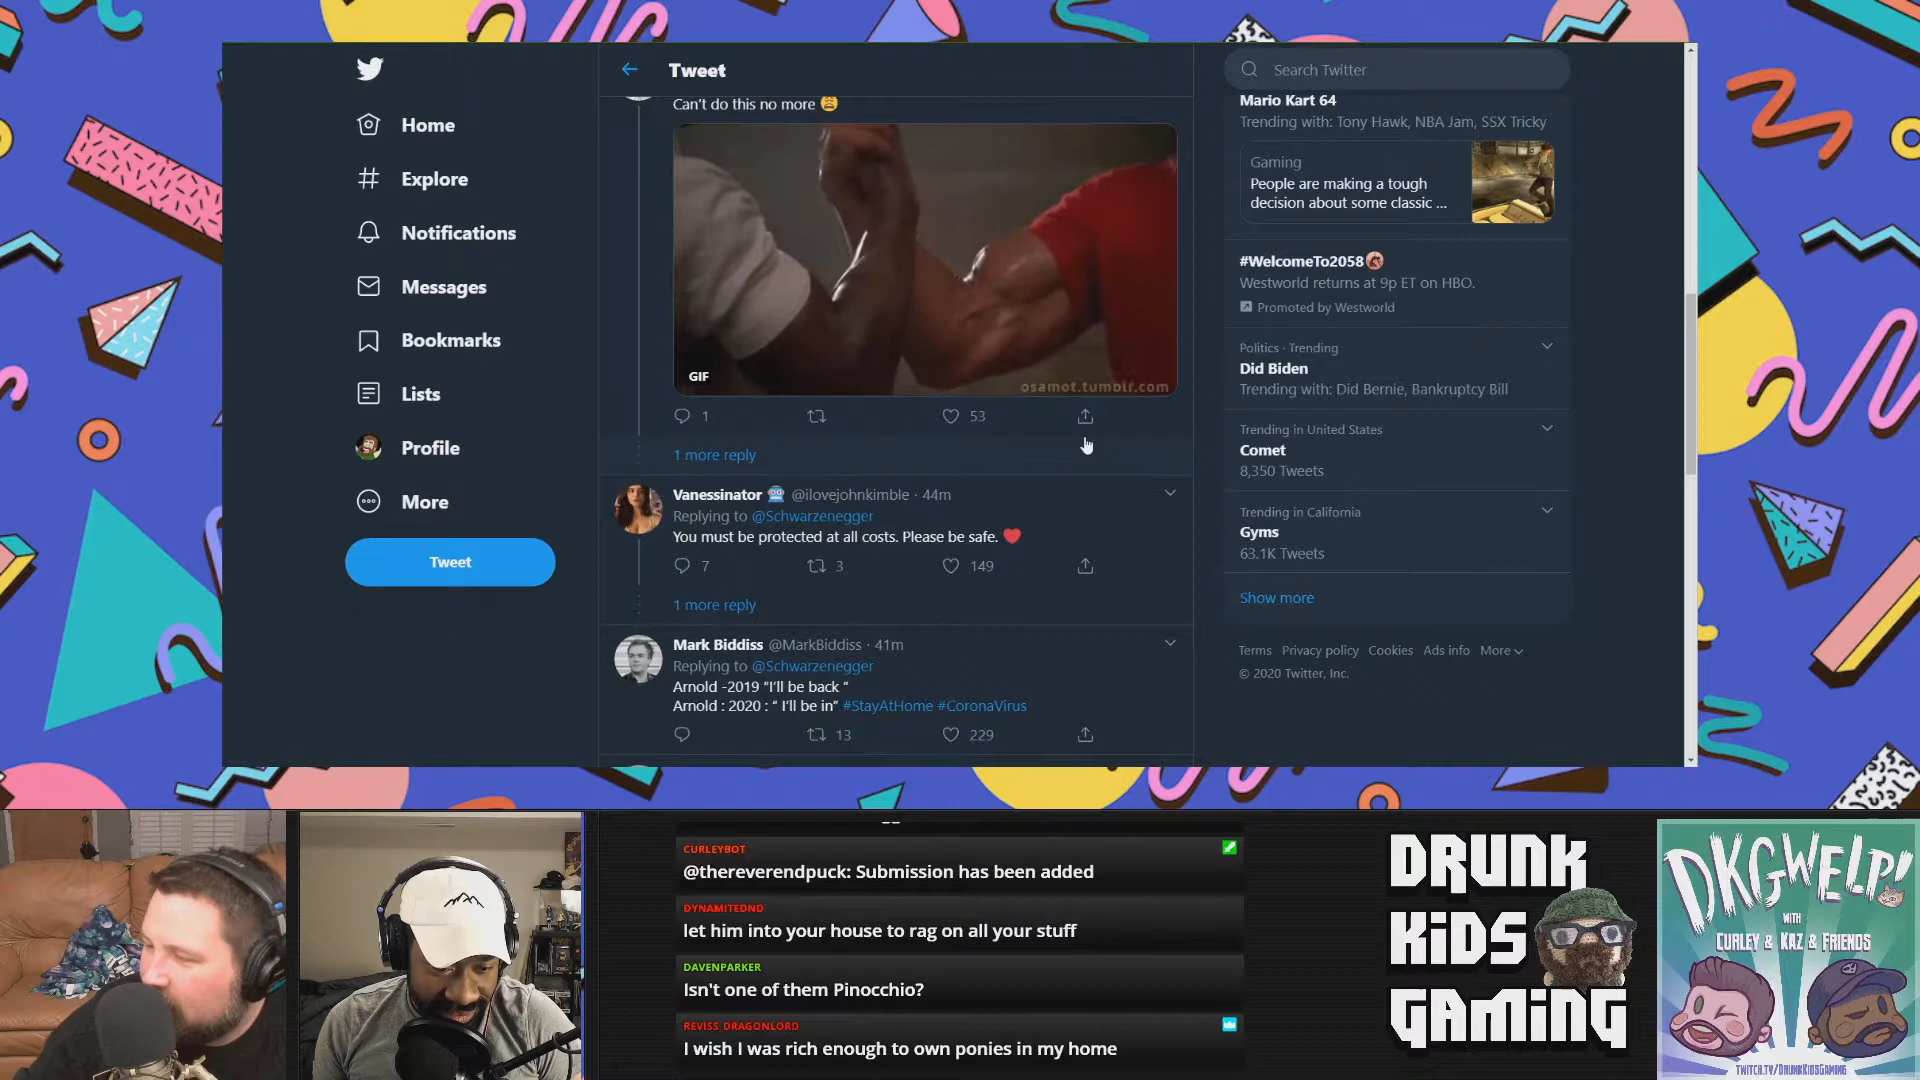 Home
Explore
Notifications
Messages
Bookmarks
Lists
Profile
More
Tweet
Tweet
Can't do this no more 😩
GIF
osamot.tumblr.com
1
53
1 more reply
Vanessinator 🤖 @ilovejohnkimble · 44m
Replying to @Schwarzenegger
You must be protected at all costs. Please be safe. ❤️
7
3
149
1 more reply
Mark Biddiss @MarkBiddiss · 41m
Replying to @Schwarzenegger
Arnold -2019 "I'll be back "
Arnold : 2020 : " I'll be in" #StayAtHome #CoronaVirus
13
229
Search Twitter
Mario Kart 64
Trending with: Tony Hawk, NBA Jam, SSX Tricky
Gaming
People are making a tough
decision about some classic ...
#WelcomeTo2058
Westworld returns at 9p ET on HBO.
Promoted by Westworld
Politics · Trending
Did Biden
Trending with: Did Bernie, Bankruptcy Bill
Trending in United States
Comet
8,350 Tweets
Trending in California
Gyms
63.1K Tweets
Show more
Terms Privacy policy Cookies Ads info More
© 2020 Twitter, Inc.
CURLEYBOT
@thereverendpuck: Submission has been added
DYNAMITEDND
let him into your house to rag on all your stuff
DAVENPARKER
Isn't one of them Pinocchio?
REVISS_DRAGONLORD
I wish I was rich enough to own ponies in my home
DRUNK
KIDS
GAMING
DKGWELP!
WITH
CURLEY & KAZ & FRIENDS
TWITCH.TV/DRUNKKIDSGAMING